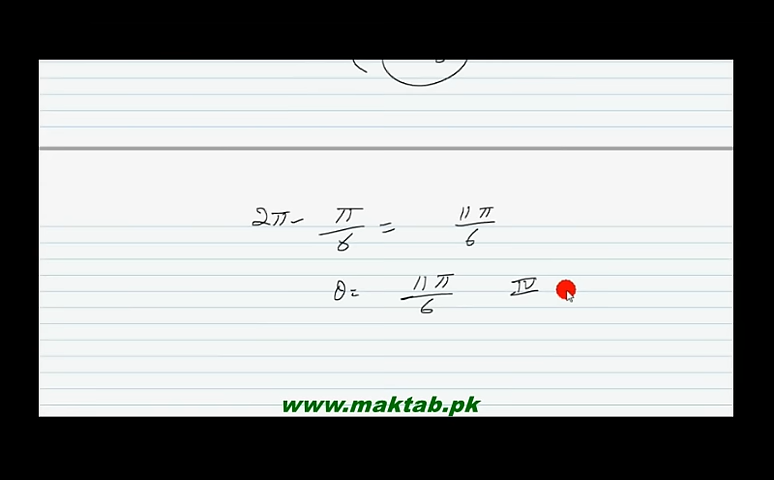 2π - π/6 = 11π/6
θ = 11π/6 IV
www.maktab.pk